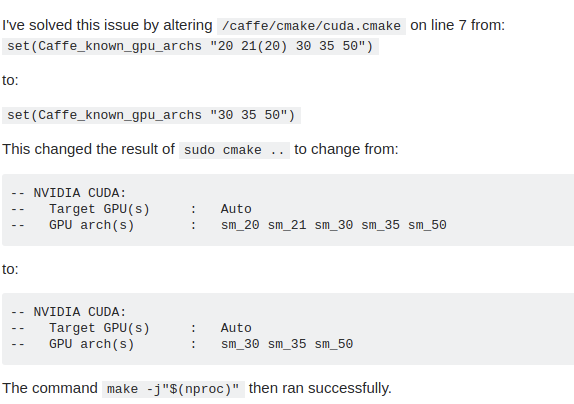 I've solved this issue by altering /caffe/cmake/cuda.cmake on line 7 from:
set(Caffe_known_gpu_archs "20 21(20) 30 35 50")
to:
set(Caffe_known_gpu_archs "30 35 50")
This changed the result of sudo cmake .. to change from:
-- NVIDIA CUDA:
--   Target GPU(s)     :   Auto
--   GPU arch(s)       :   sm_20 sm_21 sm_30 sm_35 sm_50
to:
-- NVIDIA CUDA:
--   Target GPU(s)     :   Auto
--   GPU arch(s)       :   sm_30 sm_35 sm_50
The command make -j"$(nproc)" then ran successfully.